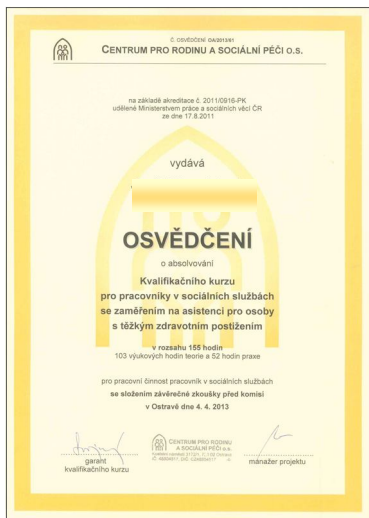 Č. OSVĚDČENÍ OA/2013/61
CENTRUM PRO RODINU A SOCIÁLNÍ PÉČI O.S.
na základě akreditace č. 2011/0916-PK
udělené Ministerstvem práce a sociálních věcí ČR
ze dne 17.8.2011
vydává
OSVĚDČENÍ
o absolvování
Kvalifikačního kurzu
pro pracovníky v sociálních službách
se zaměřením na asistenci pro osoby
s těžkým zdravotním postižením
v rozsahu 155 hodin
103 výukových hodin teorie a 52 hodin praxe
pro pracovní činnost pracovník v sociálních službách
se složením závěrečné zkoušky před komisí
v Ostravě dne 4. 4. 2013
CENTRUM PRO RODINU
A SOCIÁLNÍ PÉČI o.s.
garant
kvalifikačního kurzu
manažer projektu